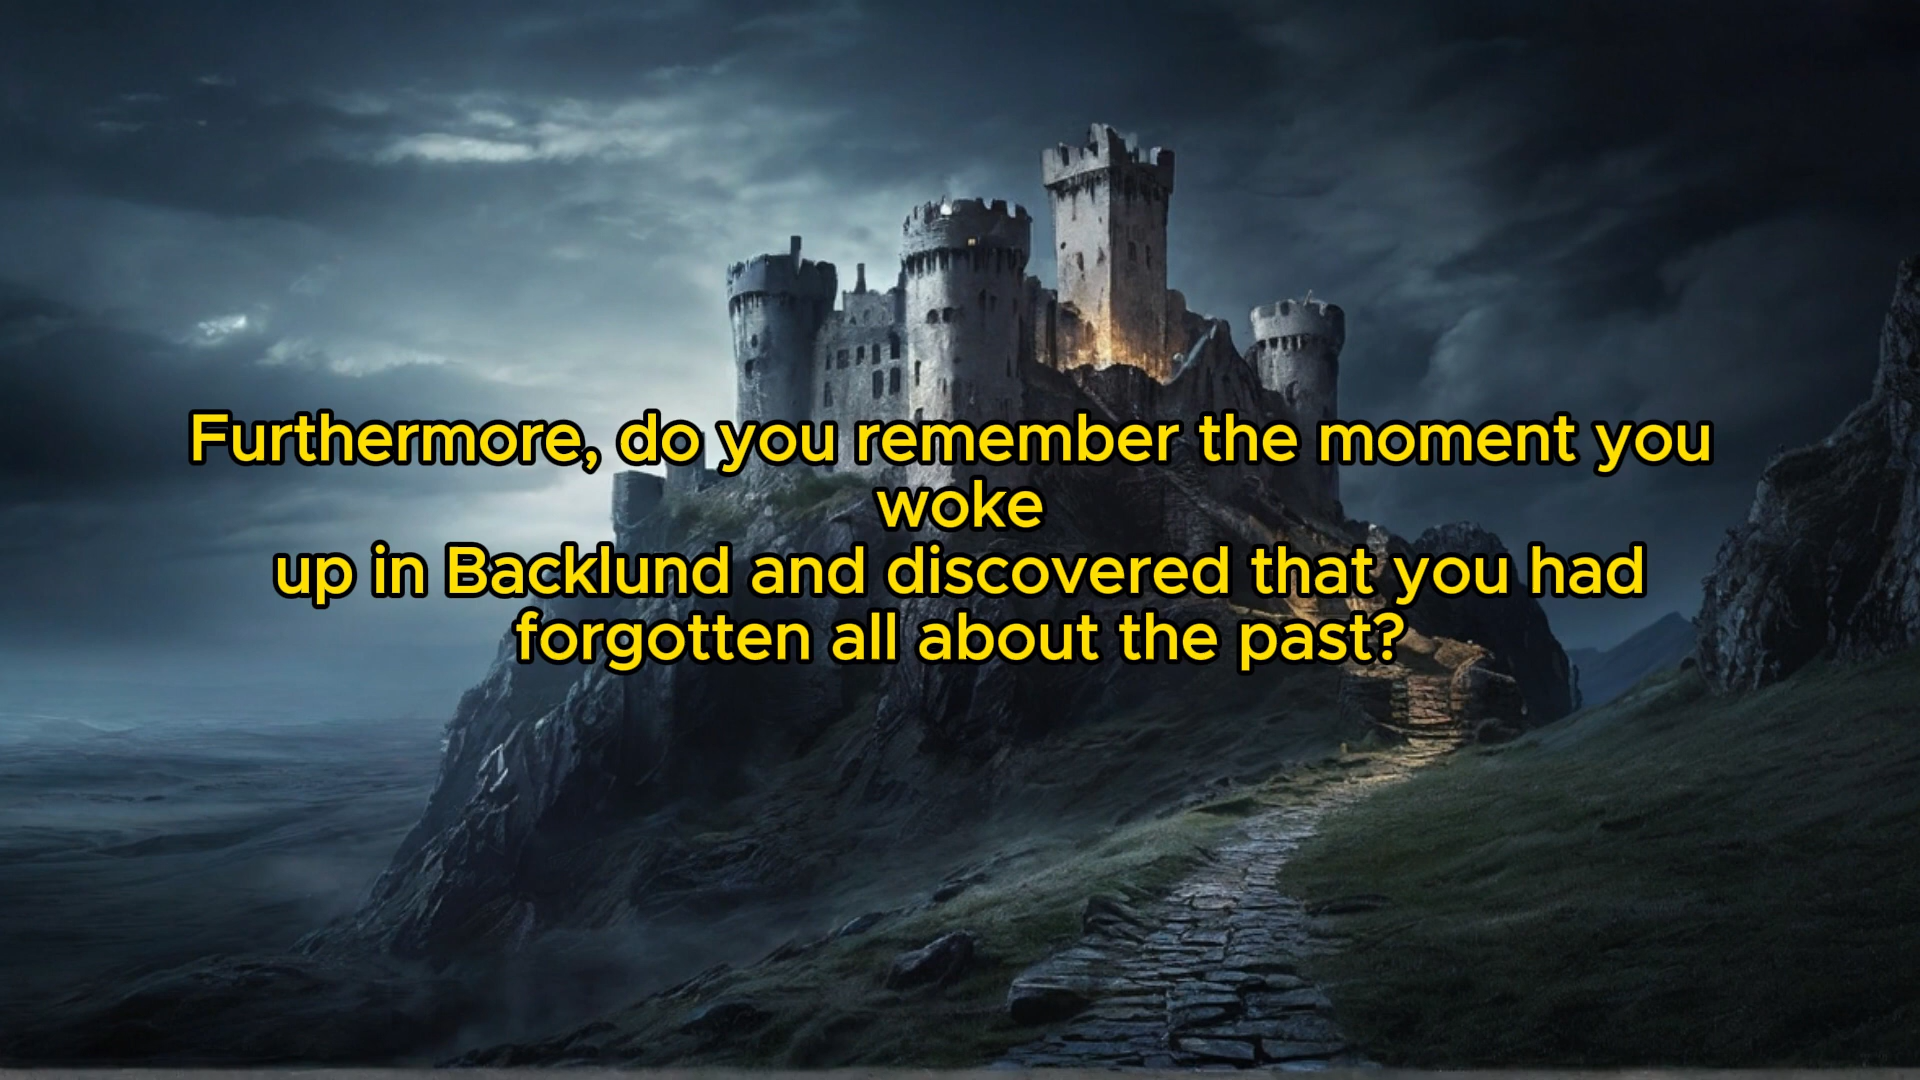 Furthermore, do you remember the moment you
woke
up in Backlund and discovered that you had
forgotten all about the past?